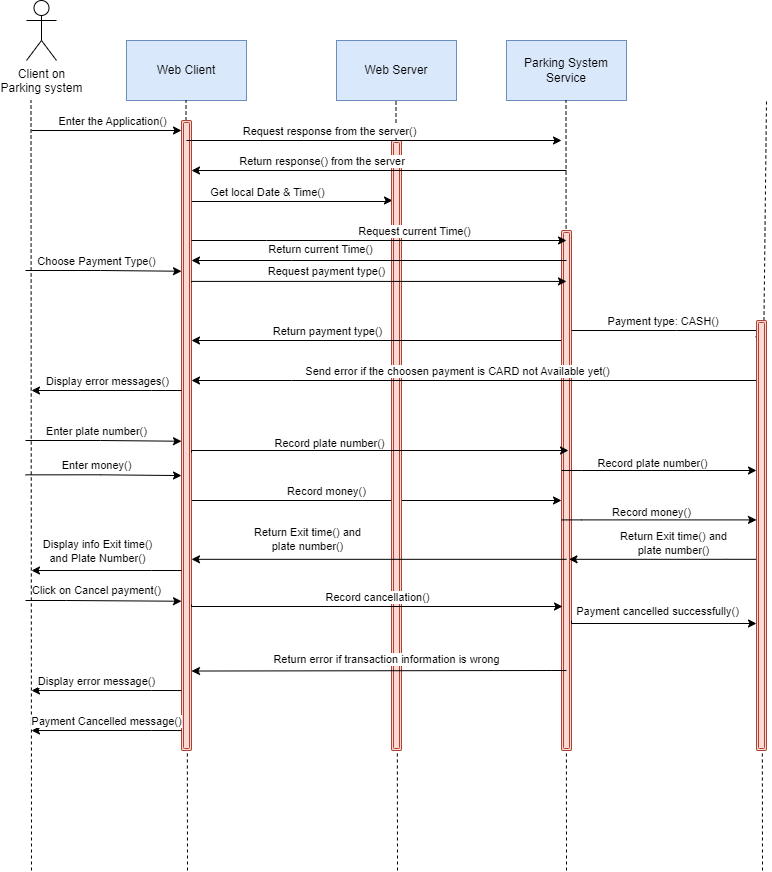 Client on
Parking system
Web Client
Web Server
Parking System
Service
Enter the Application()
Request response from the server()
Return response() from the server
Get local Date & Time()
Request current Time()
Return current Time()
Choose Payment Type()
Request payment type()
Payment type: CASH()
Return payment type()
Send error if the choosen payment is CARD not Available yet()
Display error messages()
Enter plate number()
Record plate number()
Enter money()
Record plate number()
Record money()
Record money()
Return Exit time() and
plate number()
Return Exit time() and
plate number()
Display info Exit time()
and Plate Number()
Click on Cancel payment()
Record cancellation()
Payment cancelled successfully()
Return error if transaction information is wrong
Display error message()
Payment Cancelled message()